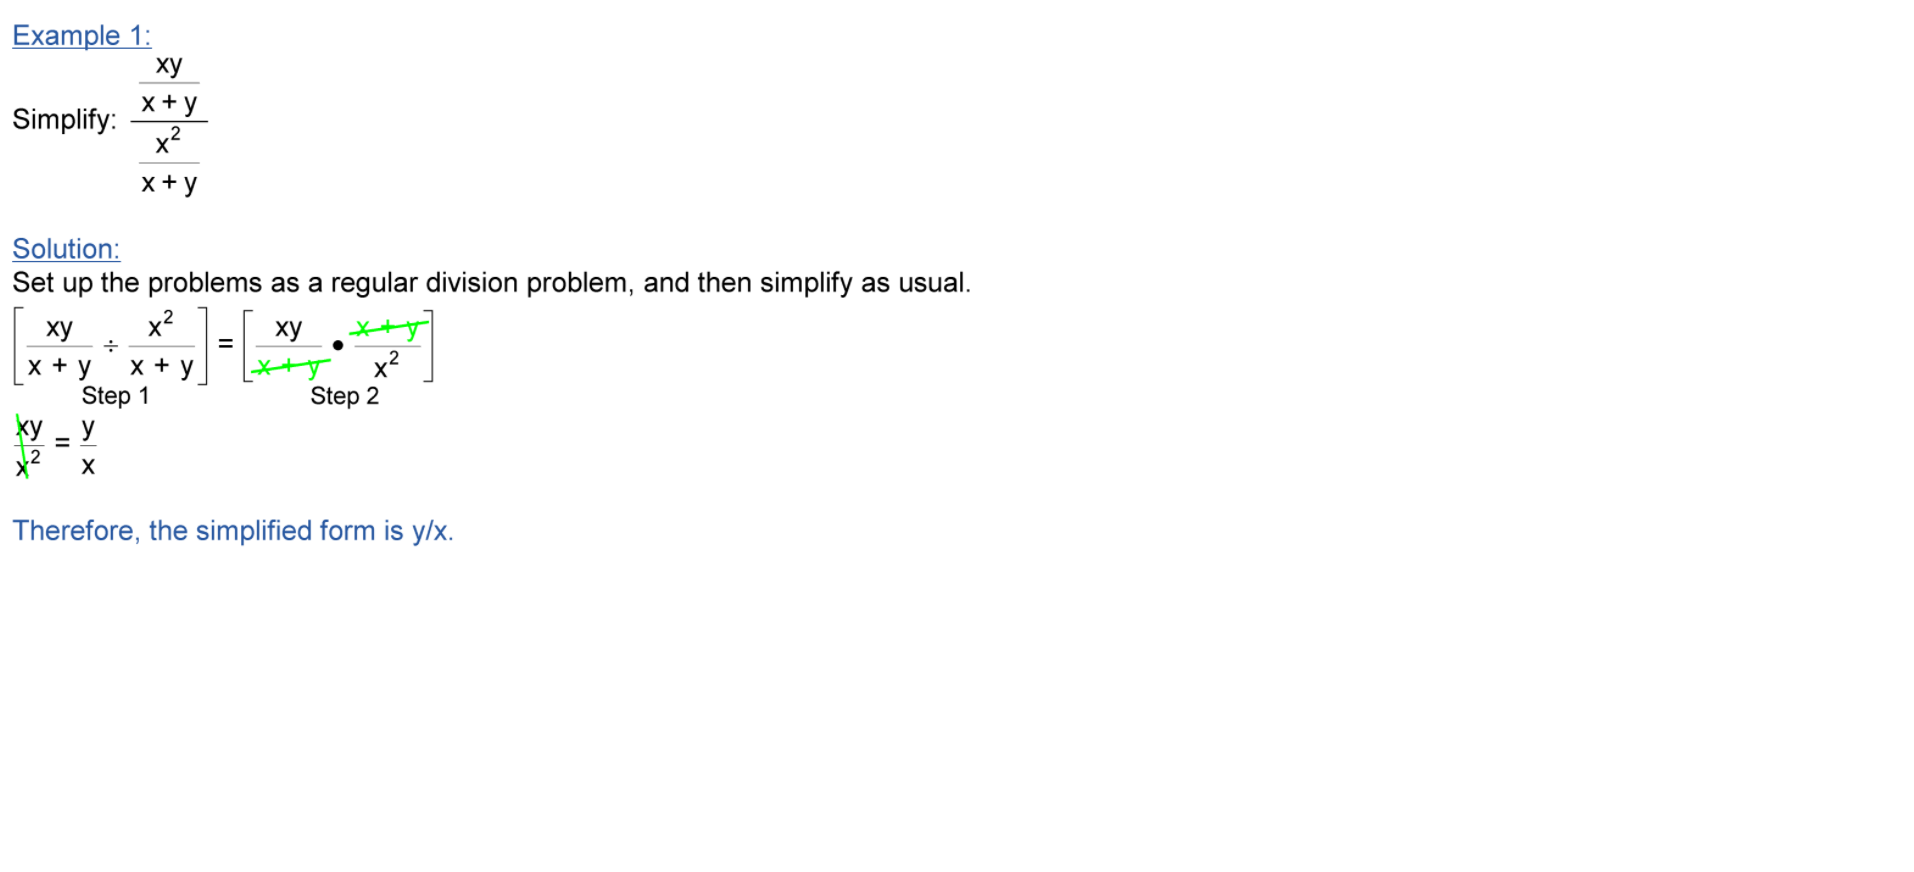 Example 1:
Simplify: \frac{\frac{xy}{x + y}}{\frac{x^2}{x + y}}
Solution:
Set up the problems as a regular division problem, and then simplify as usual.
\left[ \frac{xy}{x + y} ÷ \frac{x^2}{x + y} \right] = \left[ \frac{xy}{x + y} • \frac{x + y}{x^2} \right]
Step 1 Step 2
\frac{xy}{x^2} = \frac{y}{x}
Therefore, the simplified form is y/x.